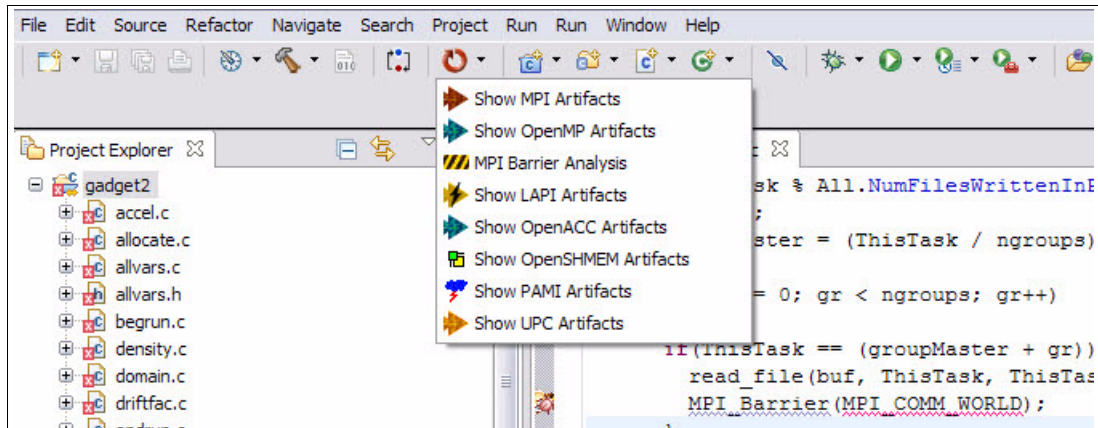 File Edit Source Refactor Navigate Search Project Run Run Window Help
010
Show MPI Artifacts
Show OpenMP Artifacts
MPI Barrier Analysis
Show LAPI Artifacts
Show OpenACC Artifacts
Show OpenSHMEM Artifacts
Show PAMI Artifacts
Show UPC Artifacts
Project Explorer
gadget2
accel.c
allocate.c
allvars.c
allvars.h
begrun.c
density.c
domain.c
driftfac.c
sk % All.NumFilesWrittenInP
;
ster = (ThisTask / ngroups)
= 0; gr < ngroups; gr++)
if(ThisTask == (groupMaster + gr))
read_file(buf, ThisTask, ThisTas
MPI_Barrier(MPI_COMM_WORLD);